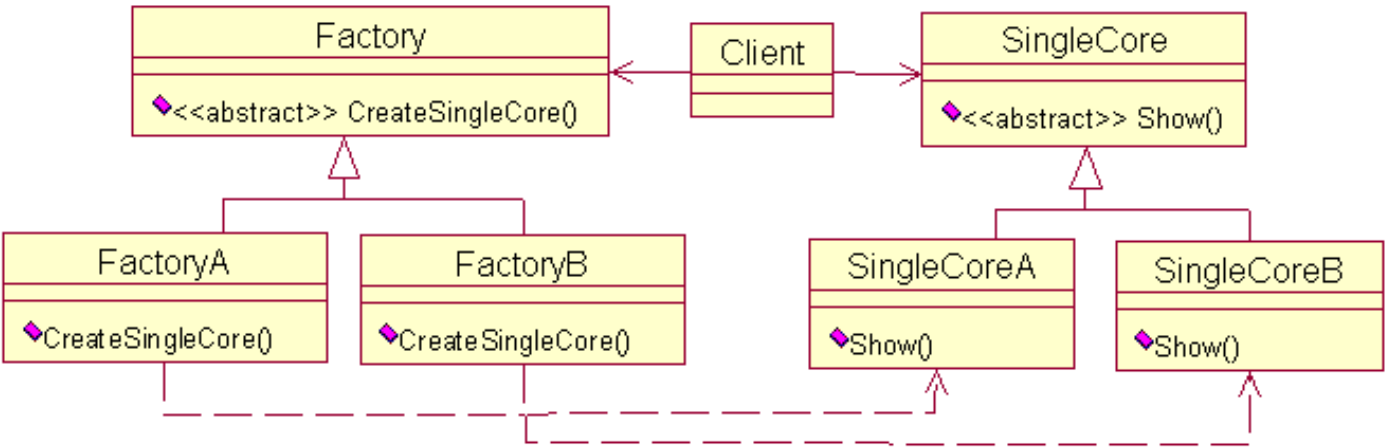 Factory
<<abstract>> CreateSingleCore()
Client
SingleCore
<<abstract>> Show()
FactoryA
CreateSingleCore()
FactoryB
CreateSingleCore()
SingleCoreA
Show()
SingleCoreB
Show()